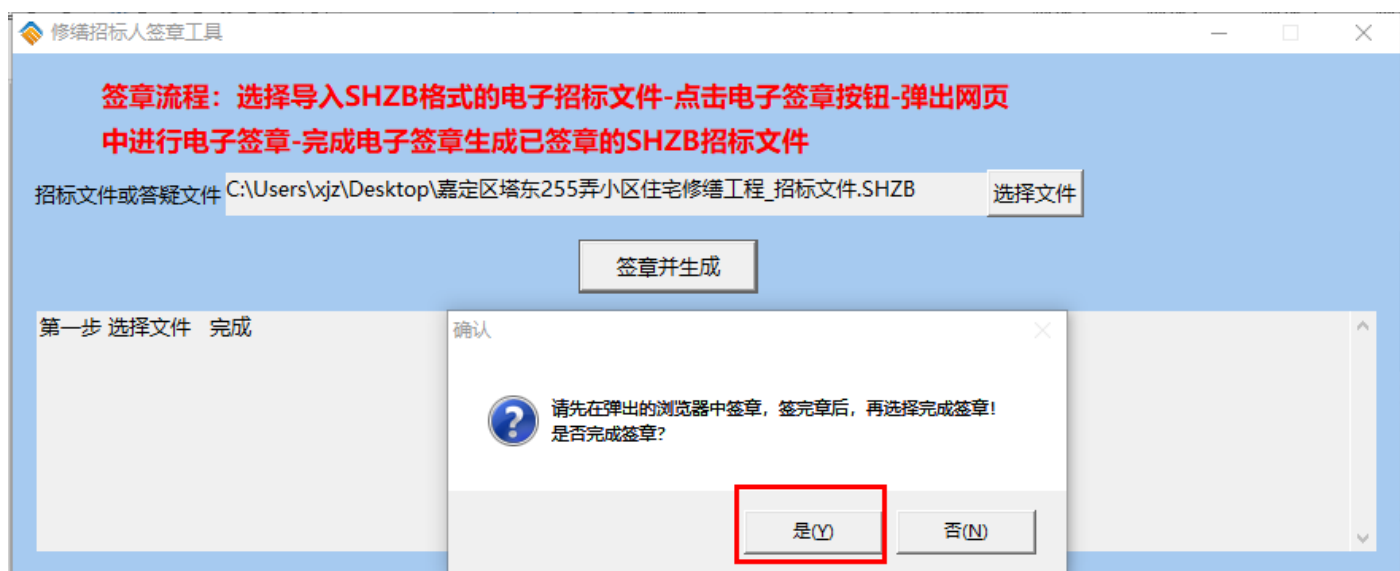 修缮招标人签章工具
签章流程：选择导入SHZB格式的电子招标文件-点击电子签章按钮-弹出网页
中进行电子签章-完成电子签章生成已签章的SHZB招标文件
招标文件或答疑文件 C:\Users\xjz\Desktop\嘉定区塔东255弄小区住宅修缮工程_招标文件.SHZB 选择文件
签章并生成
第一步 选择文件 完成
确认
请先在弹出的浏览器中签章，签完章后，再选择完成签章!
是否完成签章?
是(Y) 否(N)